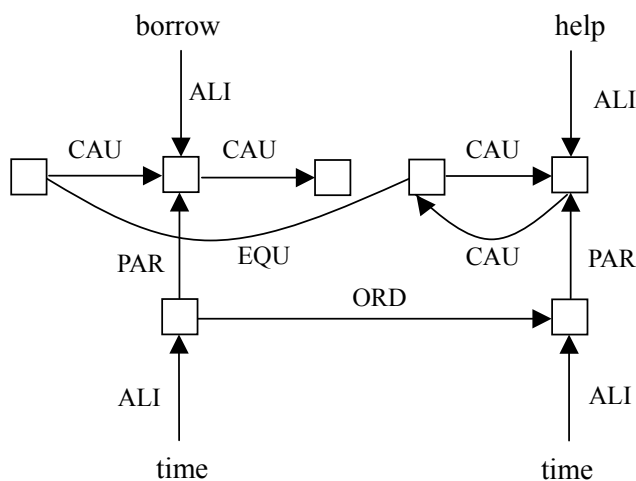 borrow help
ALI ALI
CAU CAU CAU
PAR EQU CAU PAR
ORD
ALI ALI
time time